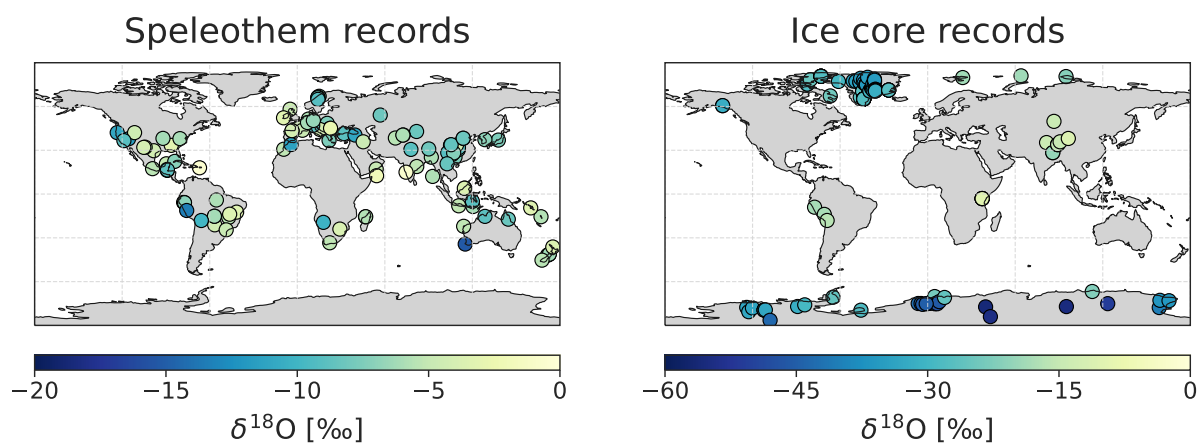 Speleothem records
Ice core records
−20 −15 −10 −5 0
−60 −45 −30 −15 0
δ¹⁸O [‰]
δ¹⁸O [‰]